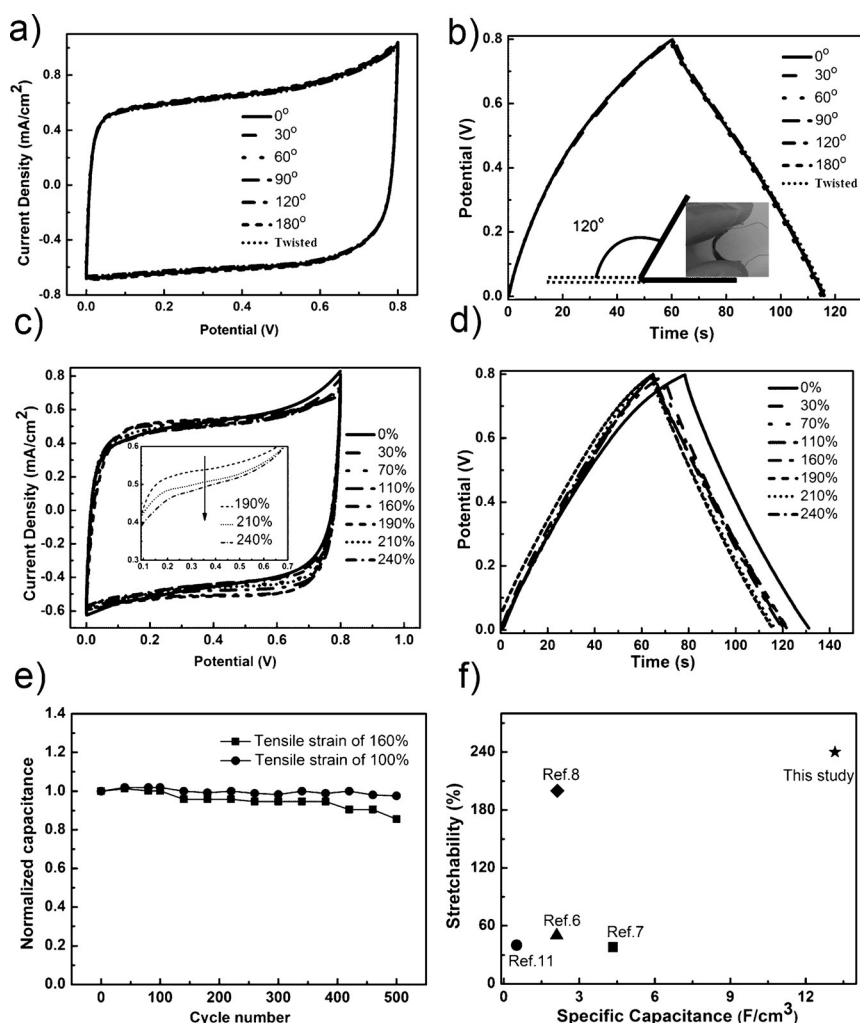 a)
1.0
0.6
0.2
-0.2
-0.6
-0.8
Current Density (mA/cm²)
0°
30°
60°
90°
120°
180°
Twisted
0.0 0.2 0.4 0.6 0.8
Potential (V)
b)
0.8
0.6
0.4
0.2
0.0
Potential (V)
0°
30°
60°
90°
120°
180°
Twisted
120°
0 20 40 60 80 100 120
Time (s)
c)
0.8
0.6
0.4
0.2
0.0
-0.2
-0.4
-0.6
Current Density (mA/cm²)
0.6
0.5
0.4
0.3
190%
210%
240%
0.1 0.2 0.3 0.4 0.5 0.6 0.7
0%
30%
70%
110%
160%
190%
210%
240%
0.0 0.2 0.4 0.6 0.8 1.0
Potential (V)
d)
0.8
0.6
0.4
0.2
0.0
Potential (V)
0%
30%
70%
110%
160%
190%
210%
240%
0 20 40 60 80 100 120 140
Time (s)
e)
1.4
1.2
1.0
0.8
0.6
0.4
0.2
0.0
Normalized capacitance
Tensile strain of 160%
Tensile strain of 100%
0 100 200 300 400 500
Cycle number
f)
240
180
120
60
0
Stretchability (%)
This study
Ref.8
Ref.6
Ref.7
Ref.11
0 3 6 9 12
Specific Capacitance (F/cm³)